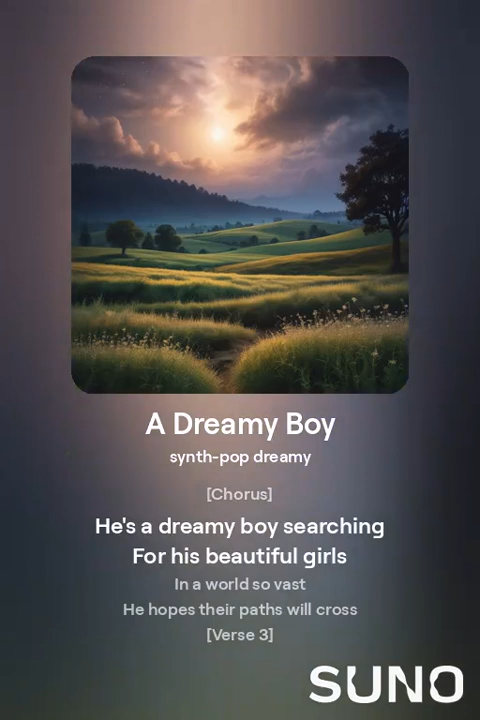 A Dreamy Boy
synth-pop dreamy
[Chorus]
He's a dreamy boy searching
For his beautiful girls
In a world so vast
He hopes their paths will cross
[Verse 3]
SUNO